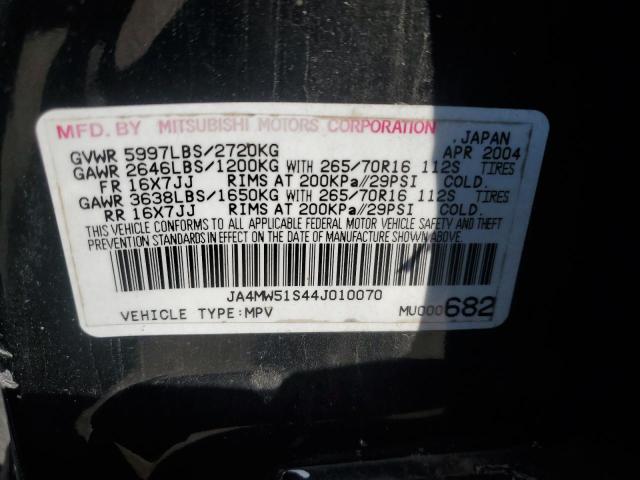 MFD. BY MITSUBISHI MOTORS CORPORATION . JAPAN
GVWR 5997LBS/2720KG APR 2004
GAWR 2646LBS/1200KG WITH 265/70R16 112S TIRES
FR 16X7JJ RIMS AT 200KPa//29PSI COLD.
GAWR 3638LBS/1650KG WITH 265/70R16 112S TIRES
RR 16X7JJ RIMS AT 200KPa//29PSI COLD.
THIS VEHICLE CONFORMS TO ALL APPLICABLE FEDERAL MOTOR VEHICLE SAFETY AND THEFT
PREVENTION STANDARDS IN EFFECT ON THE DATE OF MANUFACTURE SHOWN ABOVE.
JA4MW51S44J010070
VEHICLE TYPE:MPV MU000682